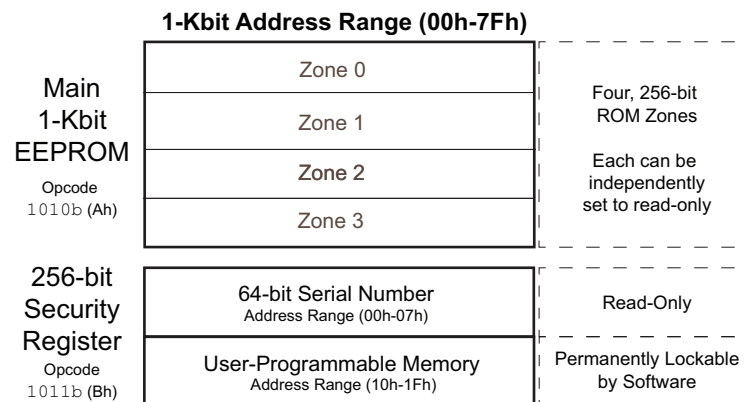 1-Kbit Address Range (00h-7Fh)
Main
1-Kbit
EEPROM
Opcode
1010b (Ah)
Zone 0
Zone 1
Zone 2
Zone 3
Four, 256-bit
ROM Zones
Each can be
independently
set to read-only
256-bit
Security
Register
Opcode
1011b (Bh)
64-bit Serial Number
Address Range (00h-07h)
Read-Only
User-Programmable Memory
Address Range (10h-1Fh)
Permanently Lockable
by Software